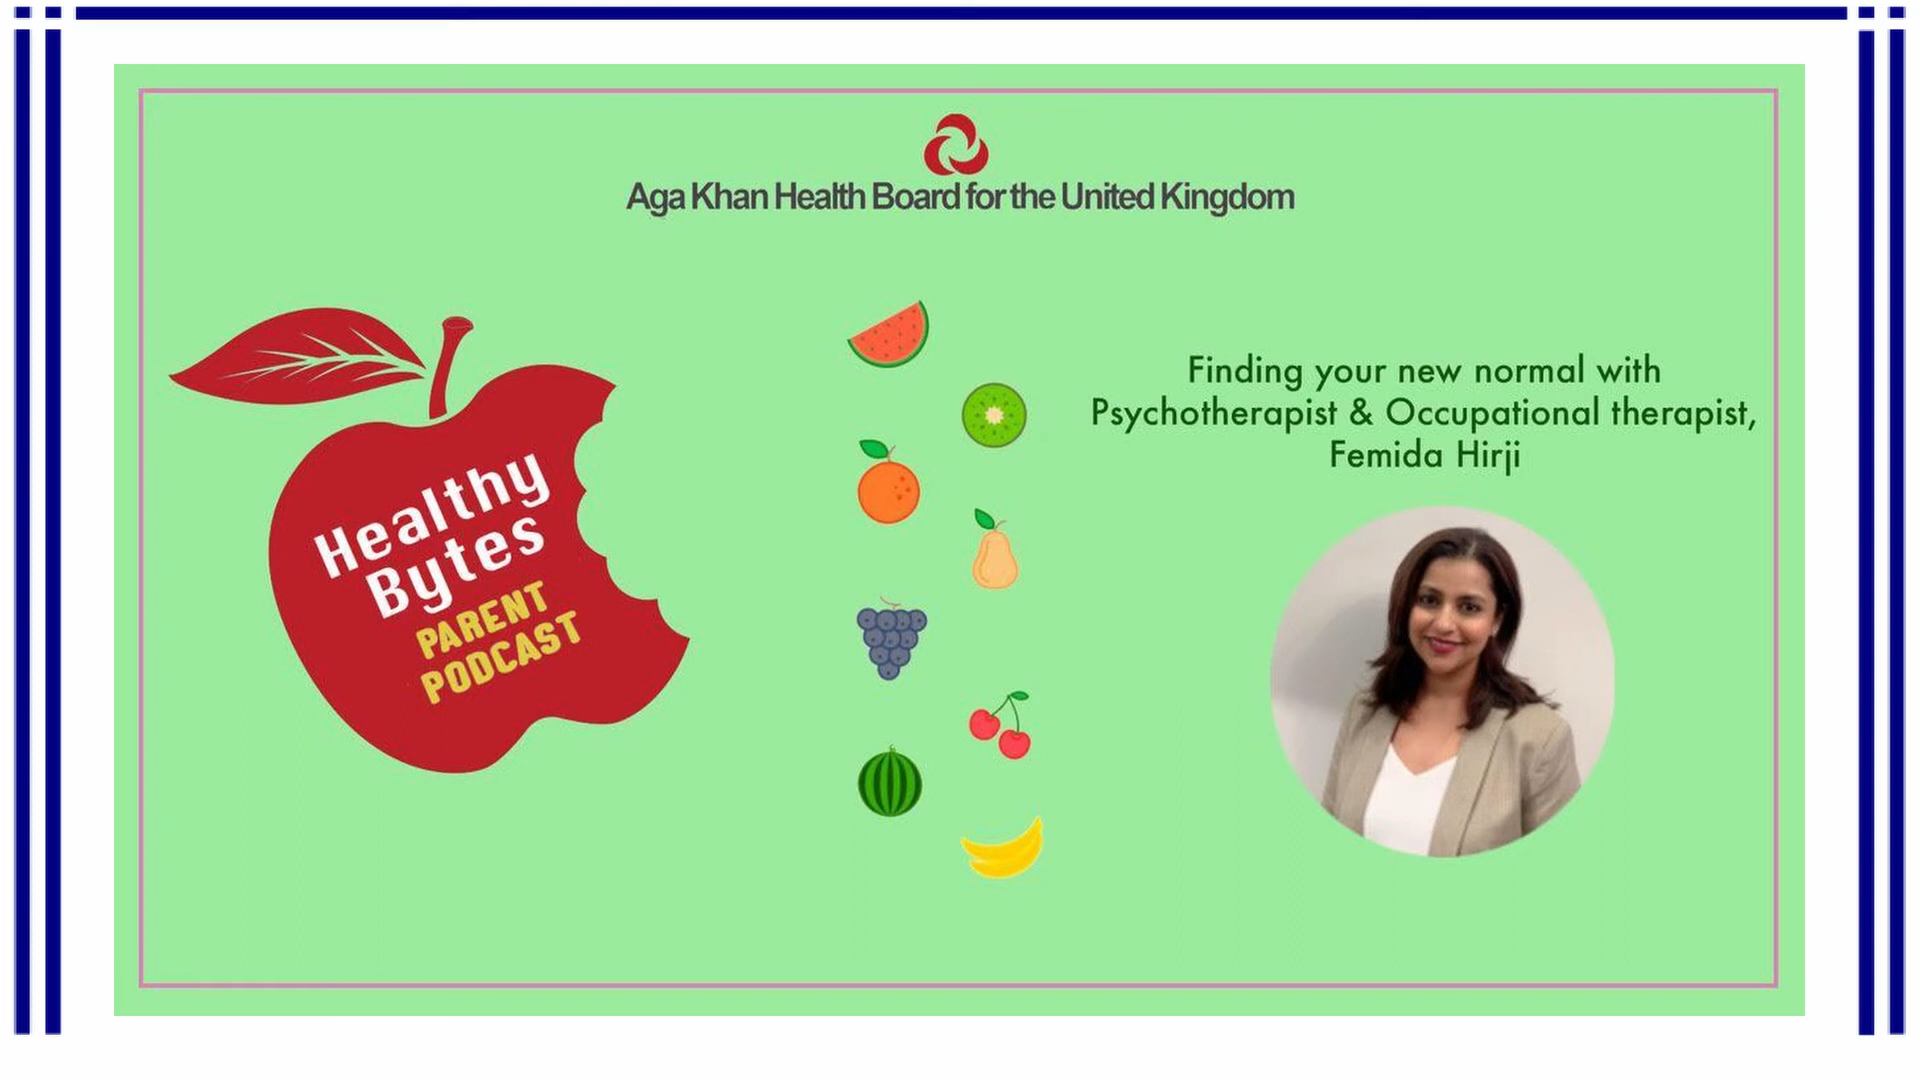 Aga Khan Health Board for the United Kingdom
Healthy
Bytes
PARENT
PODCAST
Finding your new normal with
Psychotherapist & Occupational therapist,
Femida Hirji